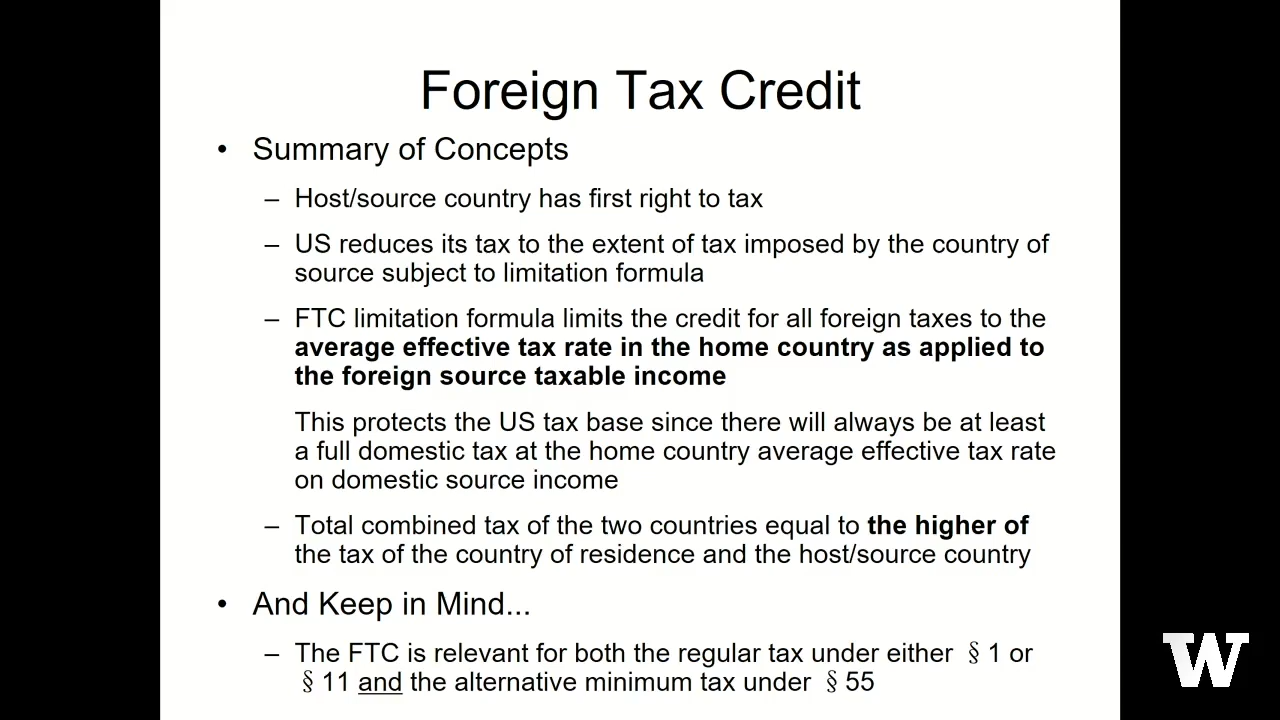 Foreign Tax Credit
• Summary of Concepts
– Host/source country has first right to tax
– US reduces its tax to the extent of tax imposed by the country of
source subject to limitation formula
– FTC limitation formula limits the credit for all foreign taxes to the
average effective tax rate in the home country as applied to
the foreign source taxable income
This protects the US tax base since there will always be at least
a full domestic tax at the home country average effective tax rate
on domestic source income
– Total combined tax of the two countries equal to the higher of
the tax of the country of residence and the host/source country
• And Keep in Mind...
– The FTC is relevant for both the regular tax under either § 1 or
§ 11 and the alternative minimum tax under § 55
W